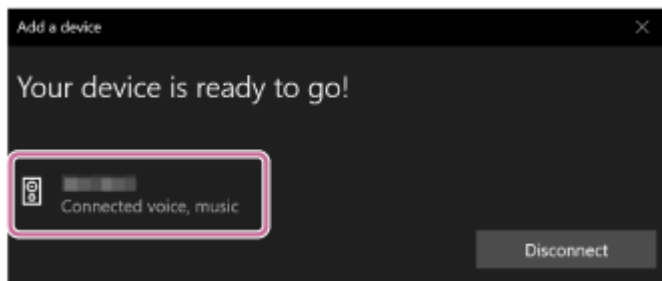 Add a device
Your device is ready to go!
Connected voice, music
Disconnect